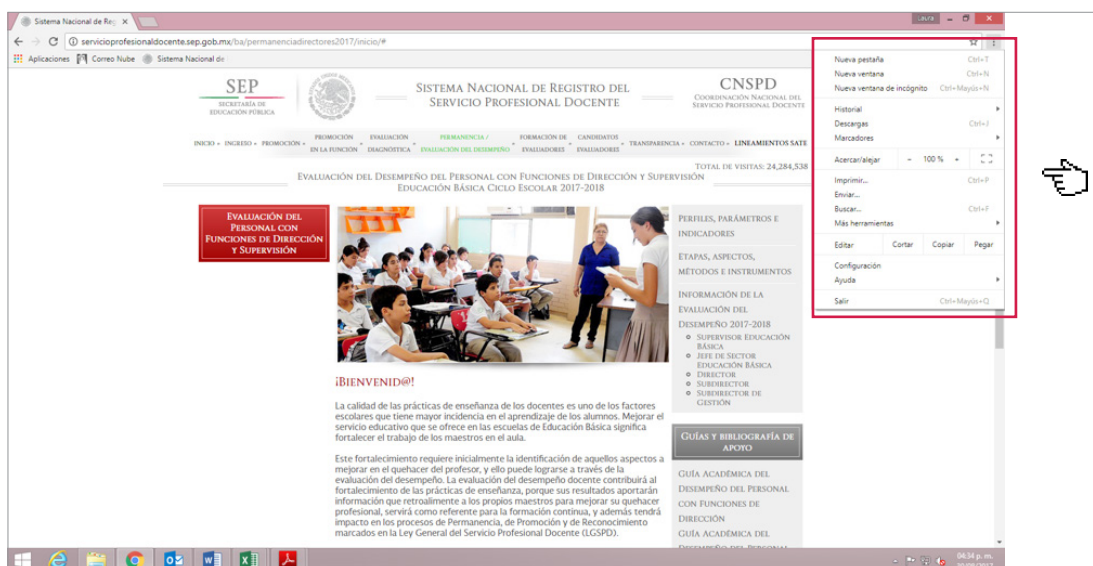 Sistema Nacional de Reg
Laura
servicioprofesionaldocente.sep.gob.mx/ba/permanenciadirectores2017/inicio/#
Aplicaciones Correo Nube Sistema Nacional de
SEP
SECRETARÍA DE
EDUCACIÓN PÚBLICA
SISTEMA NACIONAL DE REGISTRO DEL
SERVICIO PROFESIONAL DOCENTE
CNSPD
COORDINACIÓN NACIONAL DEL
SERVICIO PROFESIONAL DOCENTE
INICIO
INGRESO
PROMOCIÓN
PROMOCIÓN
EN LA FUNCIÓN
EVALUACIÓN
DIAGNÓSTICA
PERMANENCIA /
EVALUACIÓN DEL DESEMPEÑO
FORMACIÓN DE
EVALUADORES
CANDIDATOS
EVALUADORES
TRANSPARENCIA
CONTACTO
LINEAMIENTOS SATE
TOTAL DE VISITAS: 24,284,538
EVALUACIÓN DEL DESEMPEÑO DEL PERSONAL CON FUNCIONES DE DIRECCIÓN Y SUPERVISIÓN
EDUCACIÓN BÁSICA CICLO ESCOLAR 2017-2018
EVALUACIÓN DEL
PERSONAL CON
FUNCIONES DE DIRECCIÓN
Y SUPERVISIÓN
¡BIENVENID@!
La calidad de las prácticas de enseñanza de los docentes es uno de los factores
escolares que tiene mayor incidencia en el aprendizaje de los alumnos. Mejorar el
servicio educativo que se ofrece en las escuelas de Educación Básica significa
fortalecer el trabajo de los maestros en el aula.
Este fortalecimiento requiere inicialmente la identificación de aquellos aspectos a
mejorar en el quehacer del profesor, y ello puede lograrse a través de la
evaluación del desempeño. La evaluación del desempeño docente contribuirá al
fortalecimiento de las prácticas de enseñanza, porque sus resultados aportarán
información que retroalimente a los propios maestros para mejorar su quehacer
profesional, servirá como referente para la formación continua, y además tendrá
impacto en los procesos de Permanencia, de Promoción y de Reconocimiento
marcados en la Ley General del Servicio Profesional Docente (LGSPD).
PERFILES, PARÁMETROS E
INDICADORES
ETAPAS, ASPECTOS,
MÉTODOS E INSTRUMENTOS
INFORMACIÓN DE LA
EVALUACIÓN DEL
DESEMPEÑO 2017-2018
SUPERVISOR EDUCACIÓN
BÁSICA
JEFE DE SECTOR
EDUCACIÓN BÁSICA
DIRECTOR
SUBDIRECTOR
SUBDIRECTOR DE
GESTIÓN
GUÍAS Y BIBLIOGRAFÍA DE
APOYO
GUÍA ACADÉMICA DEL
DESEMPEÑO DEL PERSONAL
CON FUNCIONES DE
DIRECCIÓN
GUÍA ACADÉMICA DEL
DESEMPEÑO DEL PERSONAL
Nueva pestaña Ctrl+T
Nueva ventana Ctrl+N
Nueva ventana de incógnito Ctrl+Mayús+N
Historial
Descargas Ctrl+J
Marcadores
Acercar/alejar - 100 % +
Imprimir... Ctrl+P
Enviar...
Buscar... Ctrl+F
Más herramientas
Editar Cortar Copiar Pegar
Configuración
Ayuda
Salir Ctrl+Mayús+Q
04:34 p. m.